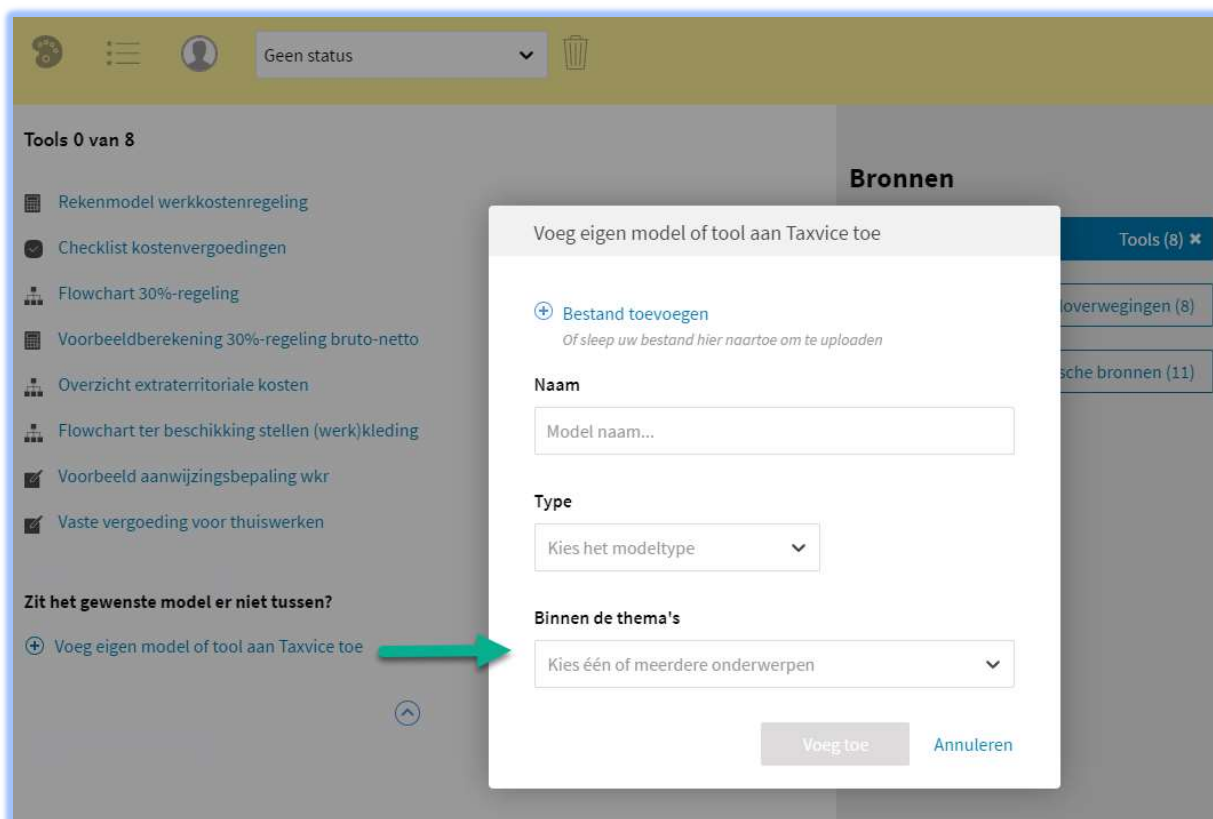 Geen status
Tools 0 van 8
Rekenmodel werkkostenregeling
Checklist kostenvergoedingen
Flowchart 30%-regeling
Voorbeeldberekening 30%-regeling bruto-netto
Overzicht extraterritoriale kosten
Flowchart ter beschikking stellen (werk)kleding
Voorbeeld aanwijzingsbepaling wkr
Vaste vergoeding voor thuiswerken
Zit het gewenste model er niet tussen?
Voeg eigen model of tool aan Taxvice toe
Bronnen
Tools (8) ✖
loverwegingen (8)
sche bronnen (11)
Voeg eigen model of tool aan Taxvice toe
Bestand toevoegen
Of sleep uw bestand hier naartoe om te uploaden
Naam
Model naam...
Type
Kies het modeltype
Binnen de thema's
Kies één of meerdere onderwerpen
Voeg toe
Annuleren